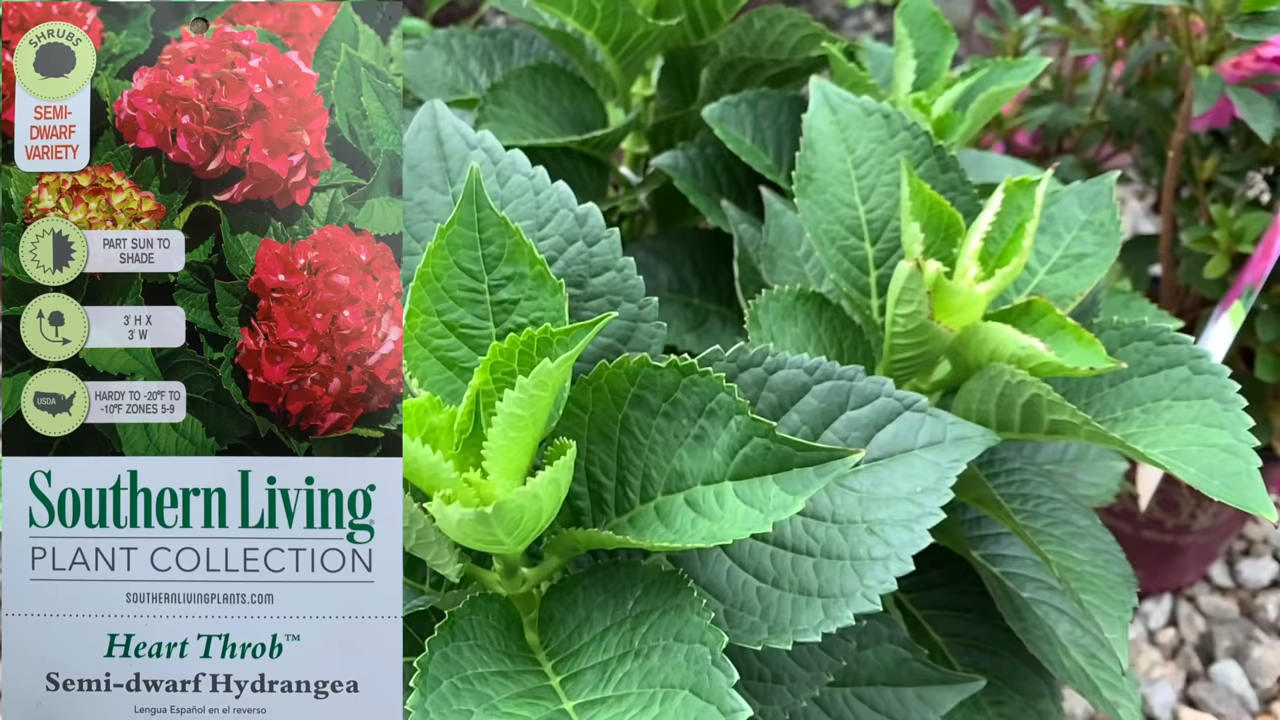 SHRUBS
SEMI-
DWARF
VARIETY
PART SUN TO
SHADE
3' H X
3' W
USDA
HARDY TO -20°F TO
-10°F ZONES 5-9
Southern Living®
PLANT COLLECTION
SOUTHERNLIVINGPLANTS.COM
Heart Throb™
Semi-dwarf Hydrangea
Lengua Español en el reverso